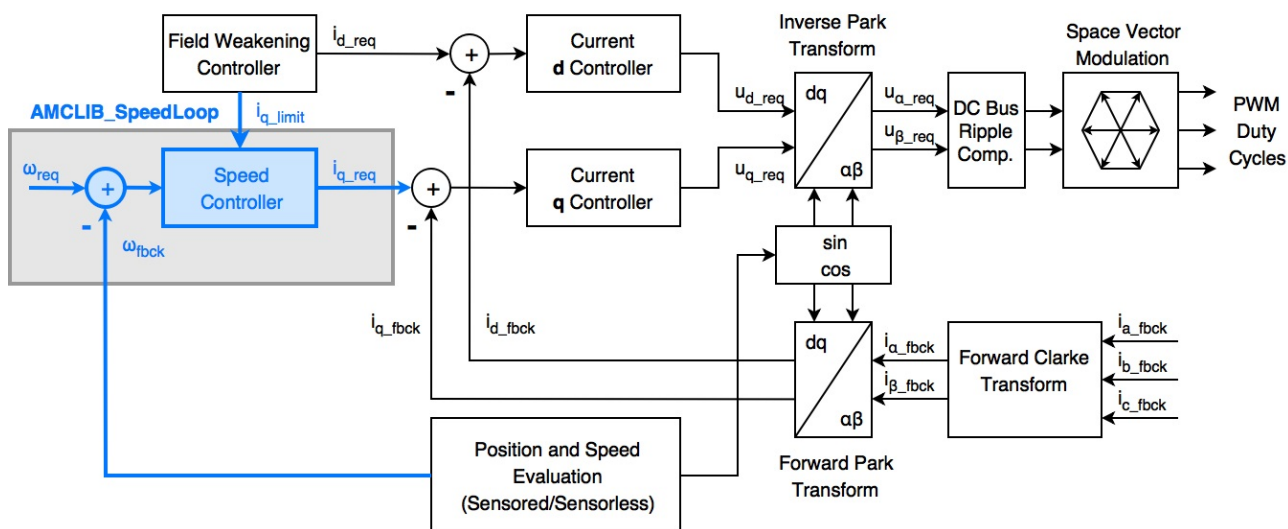 Field Weakening
Controller
i_d_req
+
-
Current
d Controller
Inverse Park
Transform
Space Vector
Modulation
AMCLIB_SpeedLoop
i_q_limit
u_d_req
dq
αβ
u_α_req
u_β_req
DC Bus
Ripple
Comp.
PWM
Duty
Cycles
ω_req
+
-
Speed
Controller
i_q_req
+
-
Current
q Controller
u_q_req
ω_fbck
sin
cos
i_q_fbck
i_d_fbck
dq
αβ
i_α_fbck
i_β_fbck
Forward Clarke
Transform
i_a_fbck
i_b_fbck
i_c_fbck
Position and Speed
Evaluation
(Sensored/Sensorless)
Forward Park
Transform